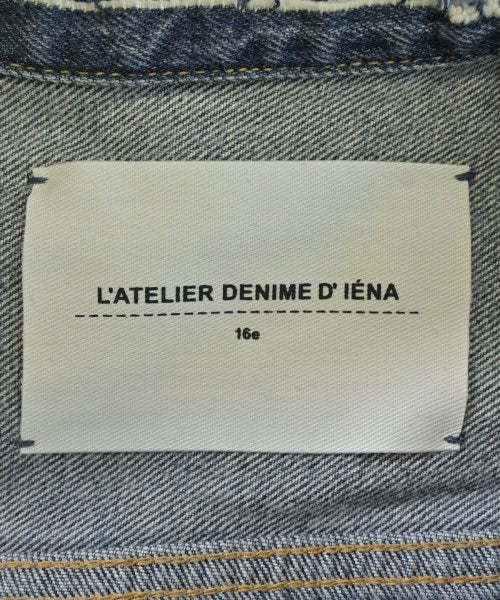 L'ATELIER DENIME D' IÉNA
16e